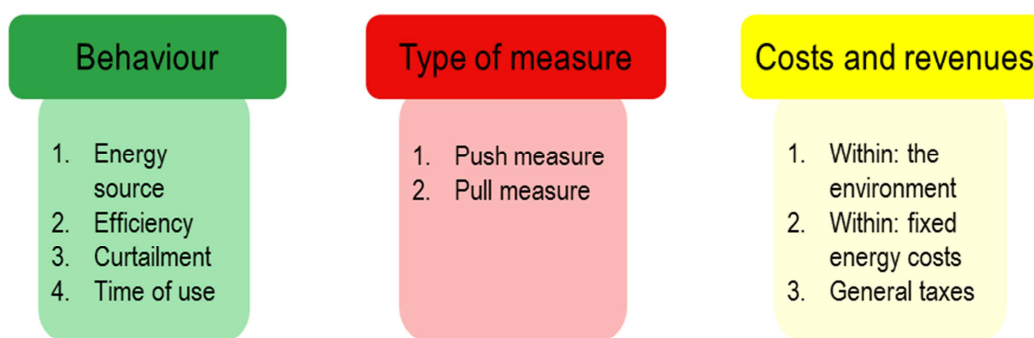 Behaviour
1. Energy
source
2. Efficiency
3. Curtailment
4. Time of use
Type of measure
1. Push measure
2. Pull measure
Costs and revenues
1. Within: the
environment
2. Within: fixed
energy costs
3. General taxes